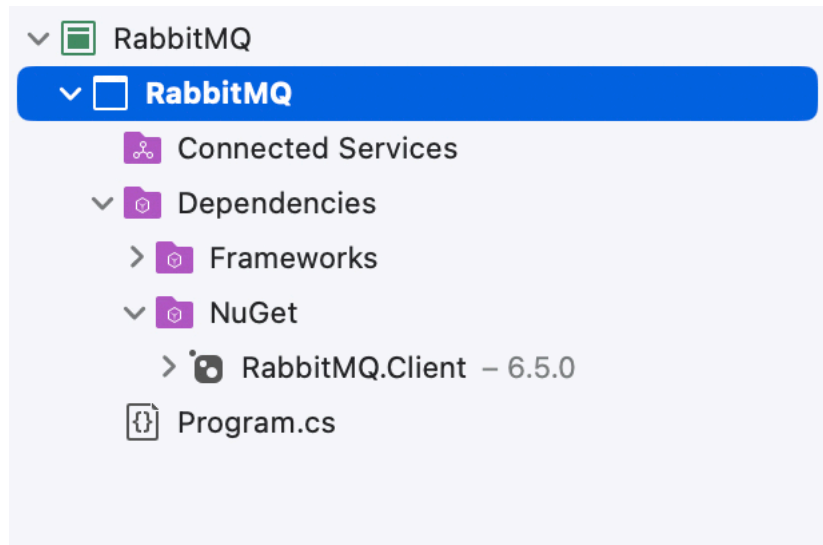 RabbitMQ
RabbitMQ
Connected Services
Dependencies
Frameworks
NuGet
RabbitMQ.Client – 6.5.0
Program.cs